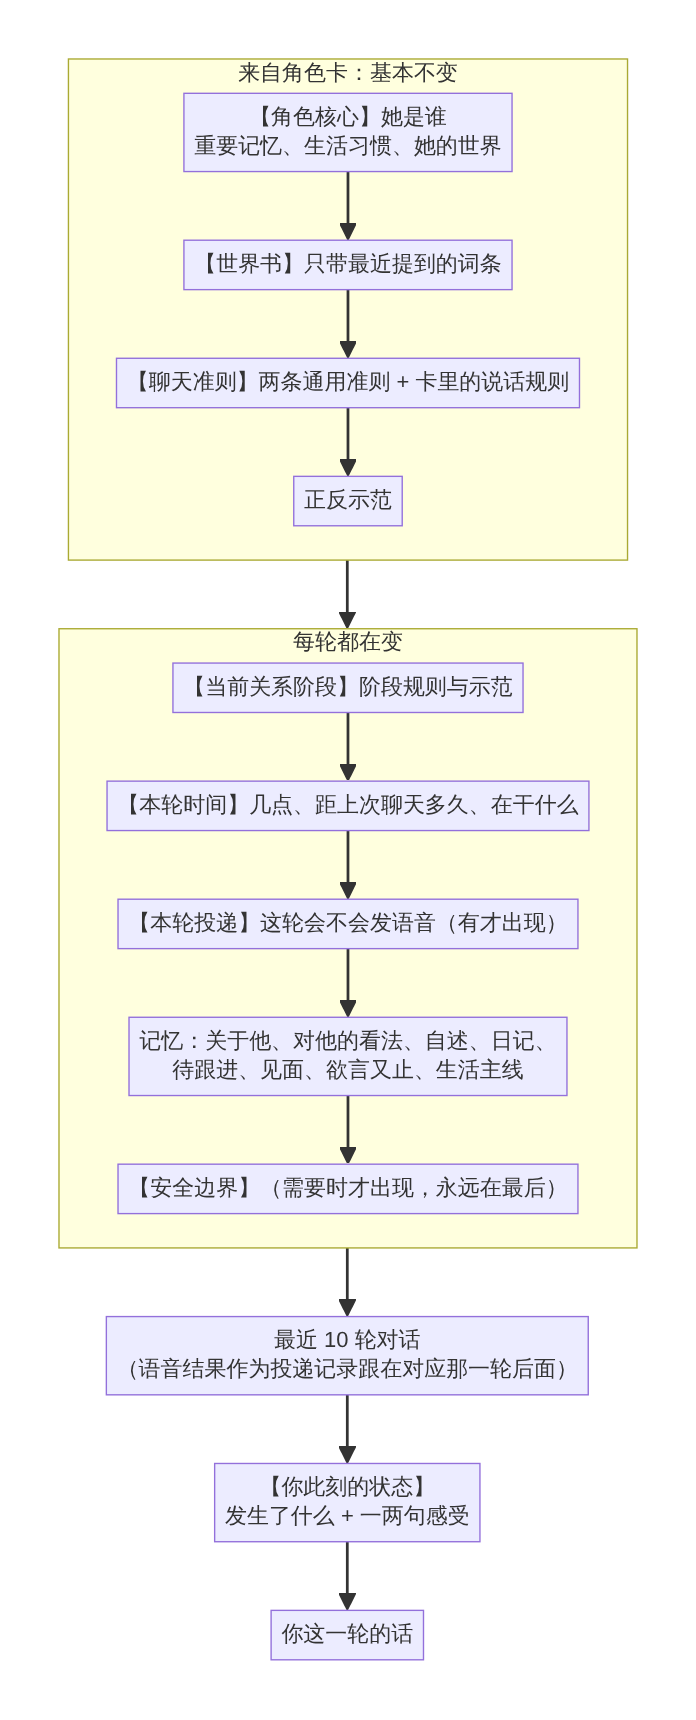 来自角色卡：基本不变
【角色核心】她是谁
重要记忆、生活习惯、她的世界
【世界书】只带最近提到的词条
【聊天准则】两条通用准则 + 卡里的说话规则
正反示范
每轮都在变
【当前关系阶段】阶段规则与示范
【本轮时间】几点、距上次聊天多久、在干什么
【本轮投递】这轮会不会发语音（有才出现）
记忆：关于他、对他的看法、自述、日记、
待跟进、见面、欲言又止、生活主线
【安全边界】（需要时才出现，永远在最后）
最近 10 轮对话
（语音结果作为投递记录跟在对应那一轮后面）
【你此刻的状态】
发生了什么 + 一两句感受
你这一轮的话